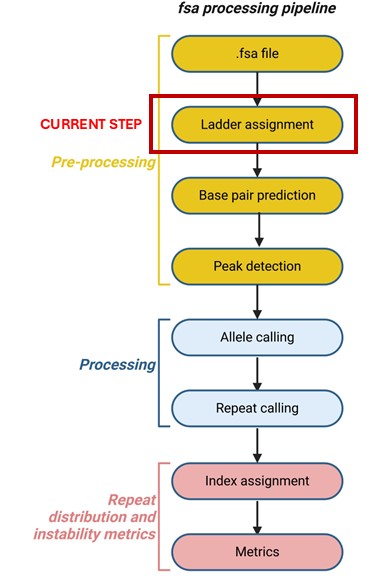 fsa processing pipeline
.fsa file
CURRENT STEP
Ladder assignment
Pre-processing
Base pair prediction
Peak detection
Allele calling
Processing
Repeat calling
Index assignment
Repeat
distribution and
instability metrics
Metrics